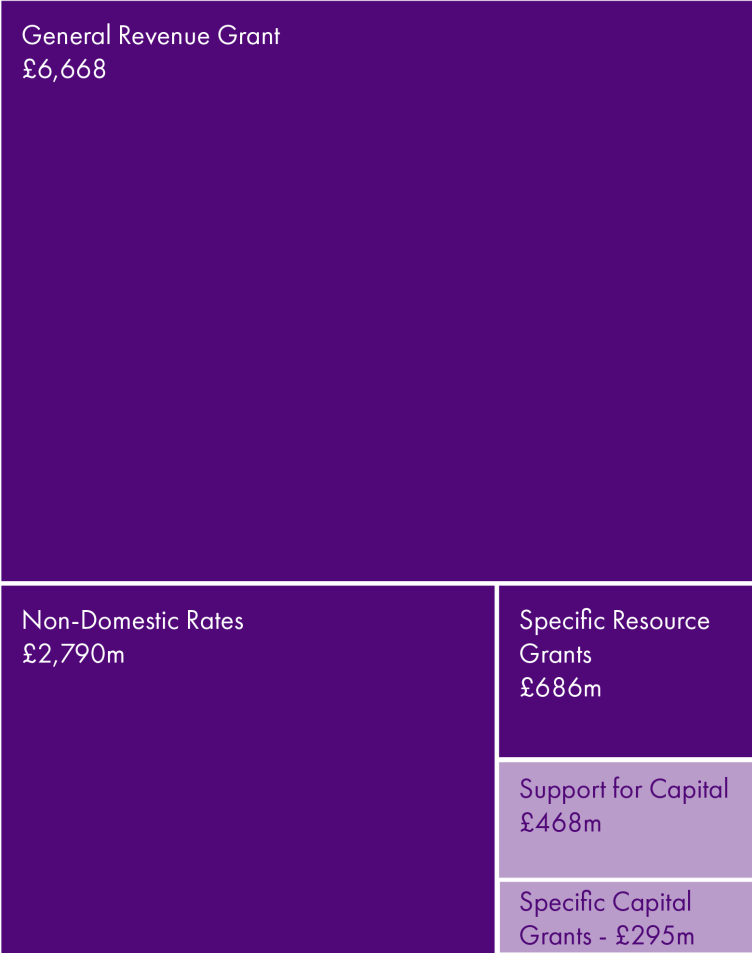 General Revenue Grant
£6,668
Non-Domestic Rates
£2,790m
Specific Resource
Grants
£686m
Support for Capital
£468m
Specific Capital
Grants - £295m